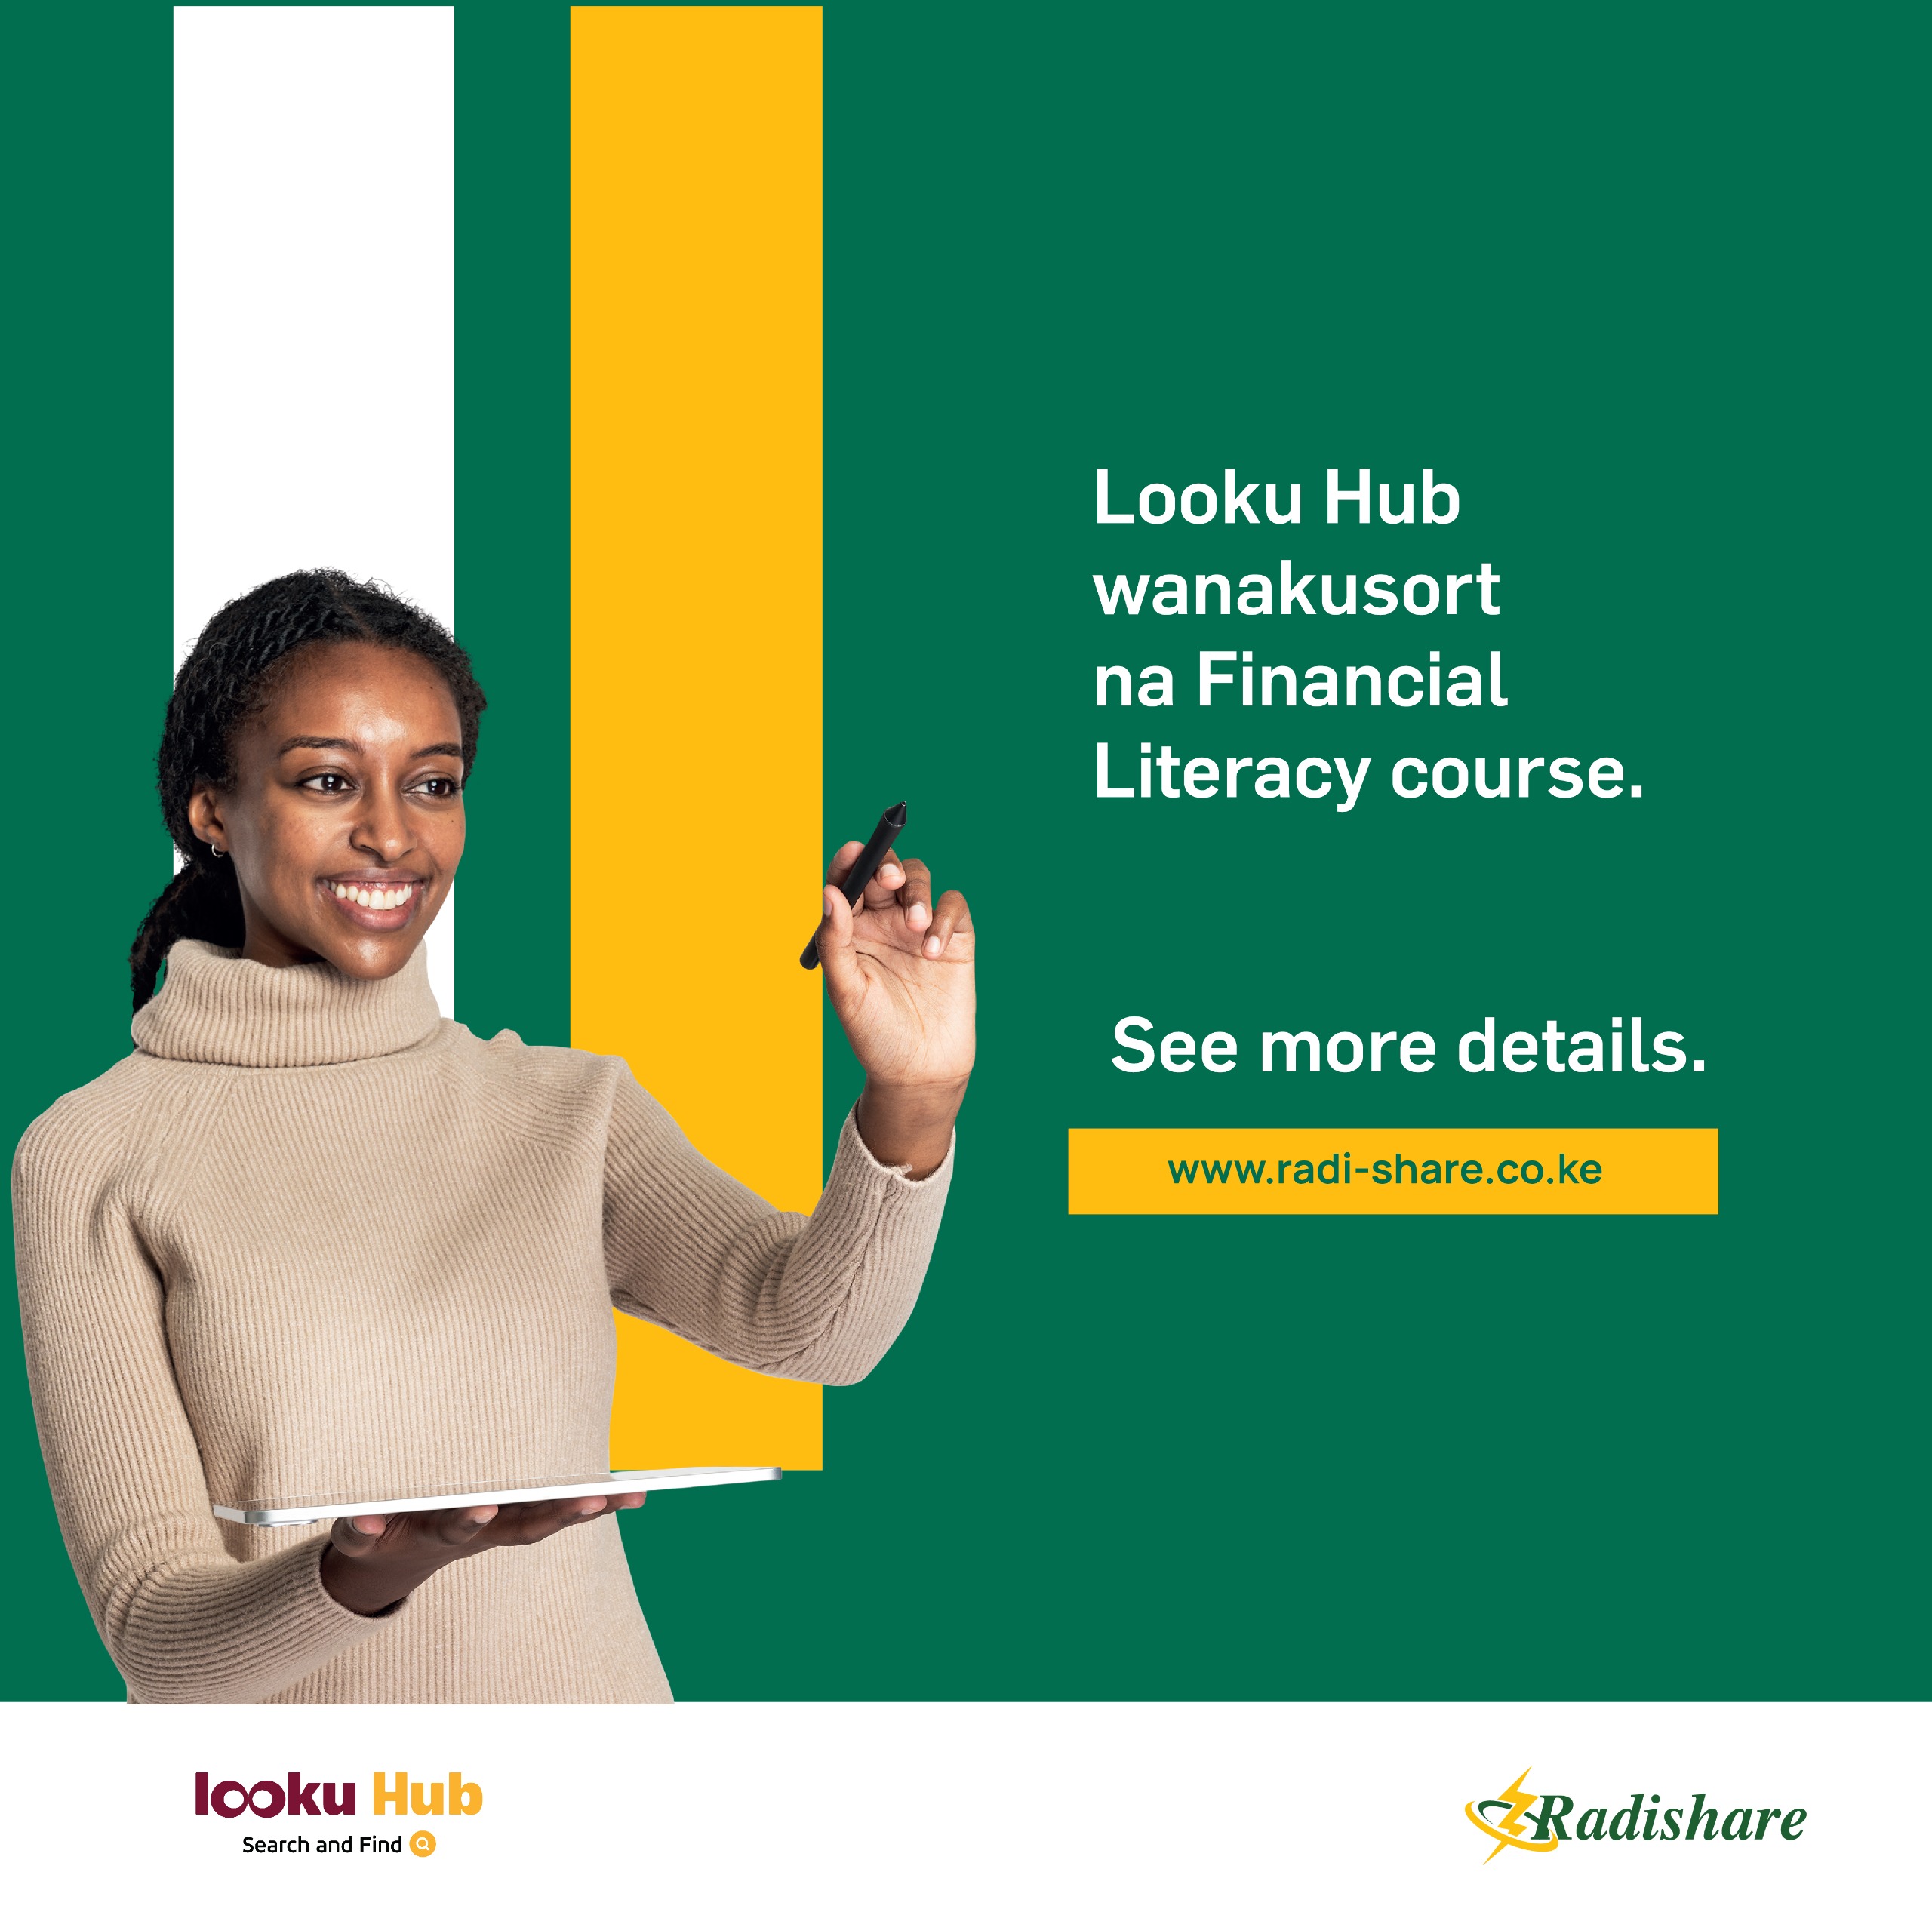 Looku Hub
wanakusort
na Financial
Literacy course.
See more details.
www.radi-share.co.ke
looku Hub
Search and Find
Radishare